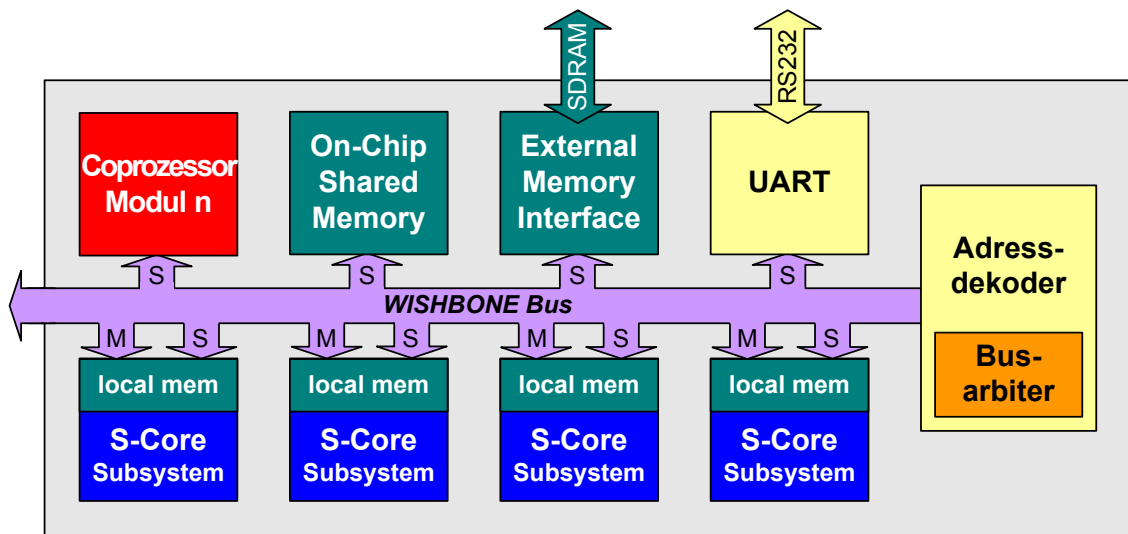 SDRAM
RS232
Coprozessor
Modul n
On-Chip
Shared
Memory
External
Memory
Interface
UART
Adress-
dekoder
Bus-
arbiter
S
S
S
S
WISHBONE Bus
M
S
M
S
M
S
M
S
local mem
S-Core
Subsystem
local mem
S-Core
Subsystem
local mem
S-Core
Subsystem
local mem
S-Core
Subsystem